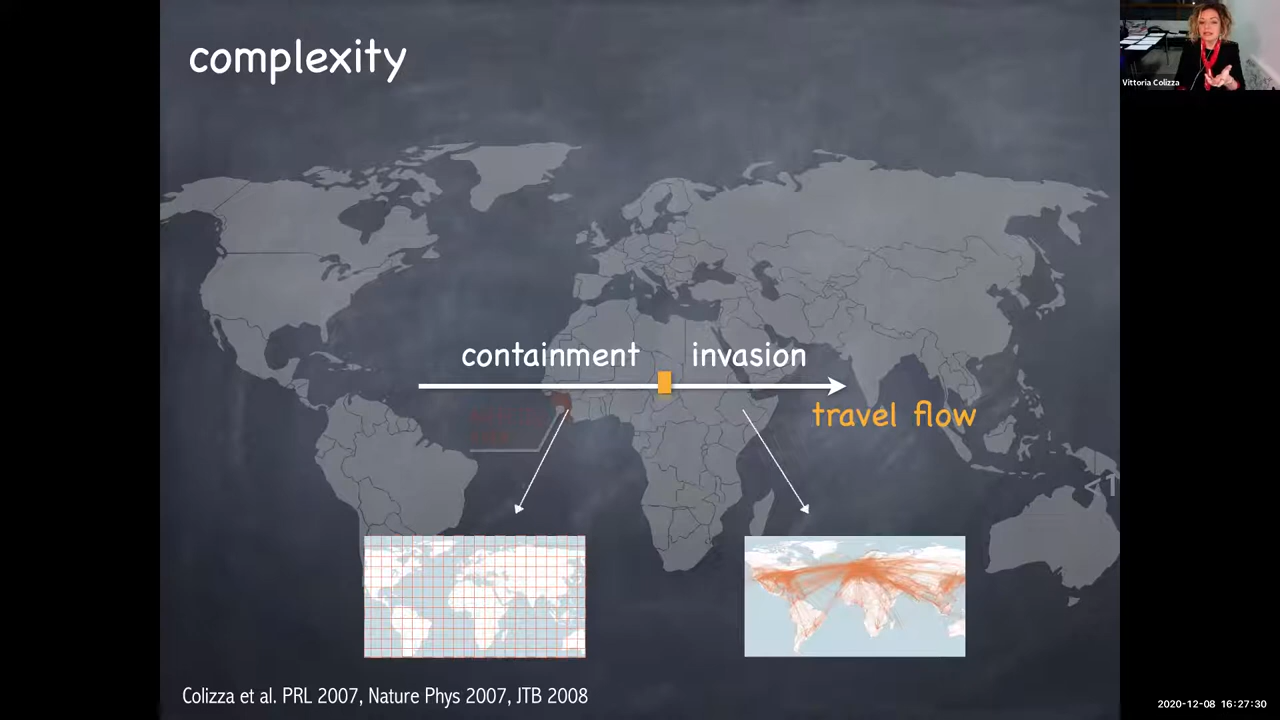 complexity
Vittoria Colizza
containment invasion
travel flow
< 1
Colizza et al. PRL 2007, Nature Phys 2007, JTB 2008
2020-12-08 16:27:30